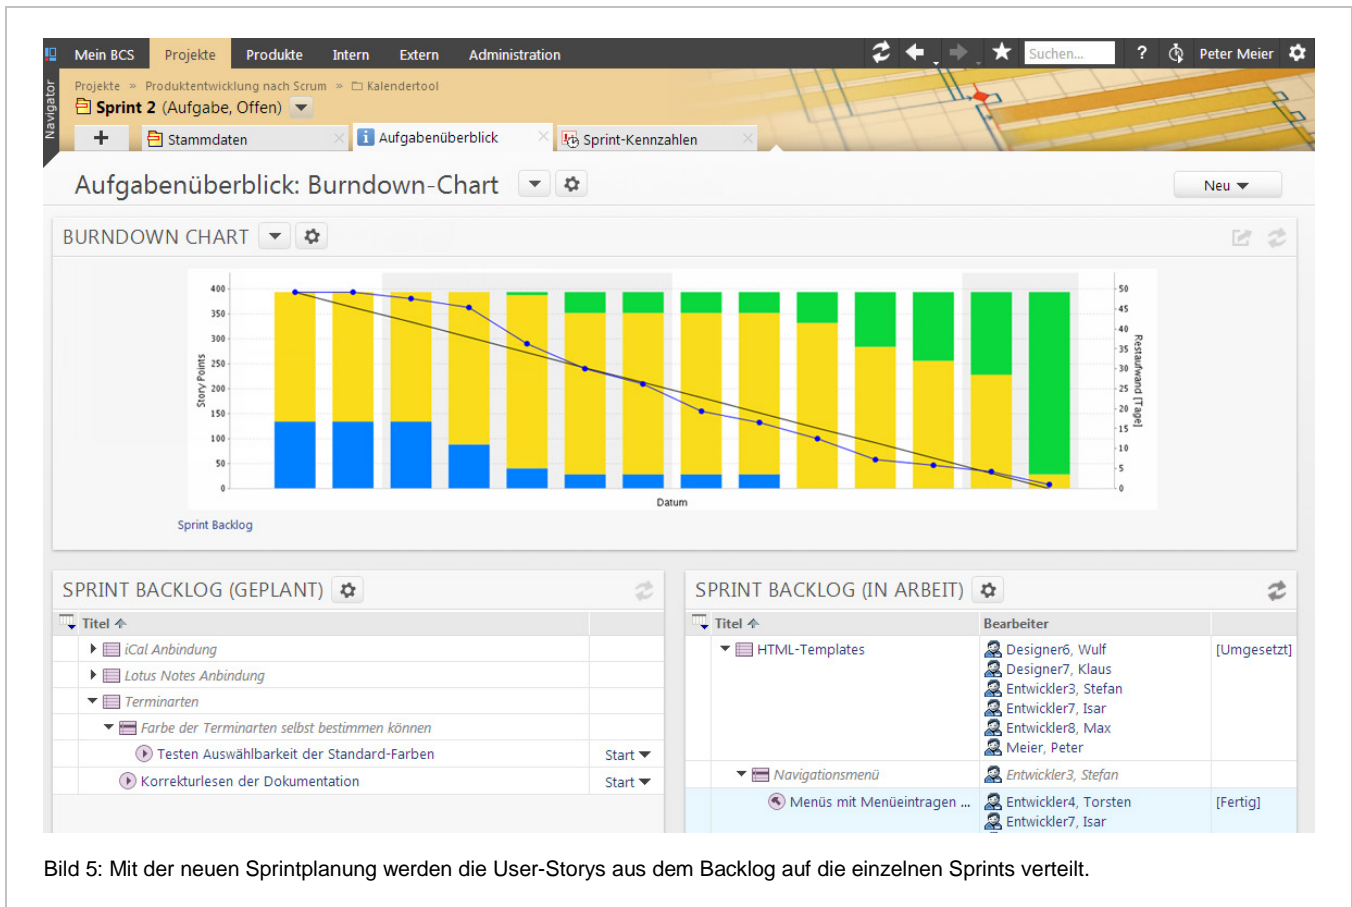 Mein BCS Projekte Produkte Intern Extern Administration Suchen... ? Peter Meier
Navigator
Projekte » Produktentwicklung nach Scrum » Kalendertool
Sprint 2 (Aufgabe, Offen)
+ Stammdaten Aufgabenüberblick Sprint-Kennzahlen
Aufgabenüberblick: Burndown-Chart
Neu
BURNDOWN CHART
Story Points
400
350
300
250
200
150
100
50
0
50
45
40
35
30
25
20
15
10
5
0
Restaufwand [Tage]
Datum
Sprint Backlog
SPRINT BACKLOG (GEPLANT)
Titel
iCal Anbindung
Lotus Notes Anbindung
Terminarten
Farbe der Terminarten selbst bestimmen können
Testen Auswählbarkeit der Standard-Farben Start
Korrekturlesen der Dokumentation Start
SPRINT BACKLOG (IN ARBEIT)
Titel Bearbeiter
HTML-Templates Designer6, Wulf [Umgesetzt]
Designer7, Klaus
Entwickler3, Stefan
Entwickler7, Isar
Entwickler8, Max
Meier, Peter
Navigationsmenü Entwickler3, Stefan
Menüs mit Menüeintragen ... Entwickler4, Torsten [Fertig]
Entwickler7, Isar
Bild 5: Mit der neuen Sprintplanung werden die User-Storys aus dem Backlog auf die einzelnen Sprints verteilt.